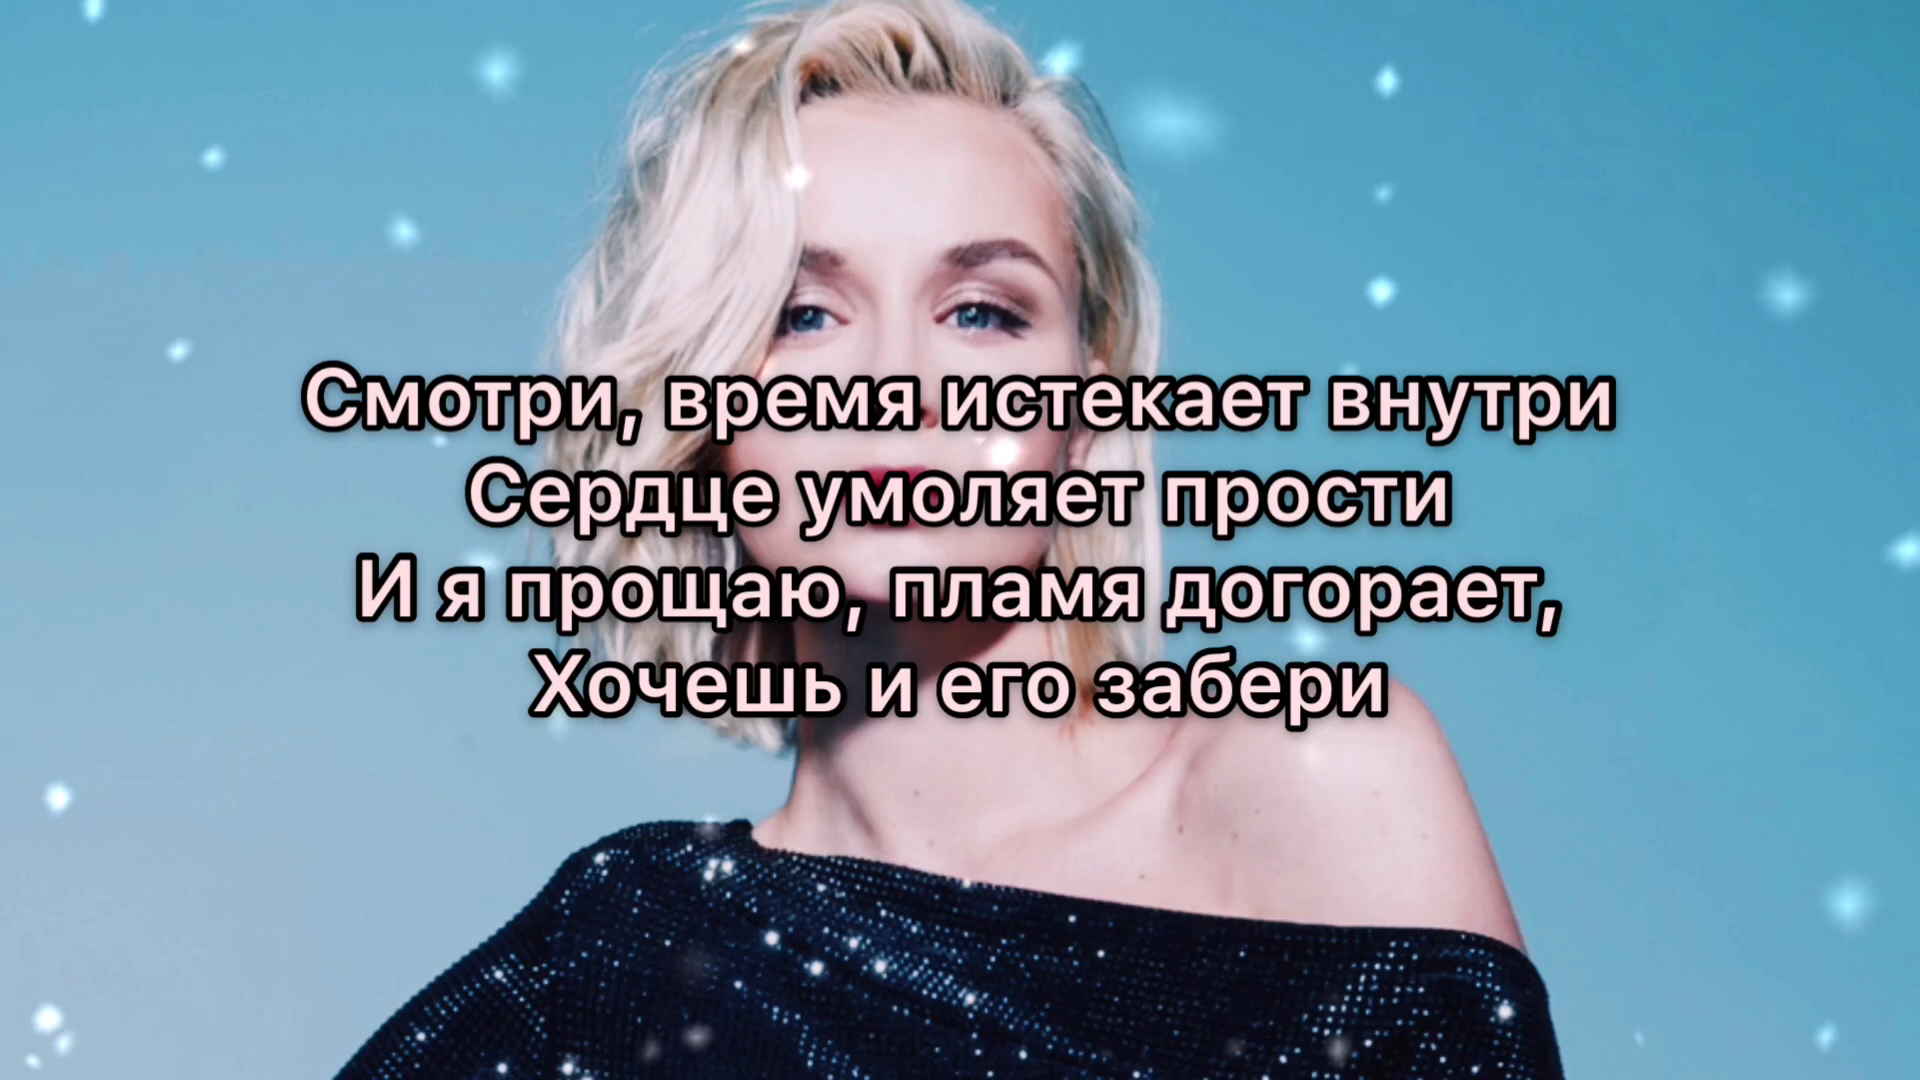 Смотри, время истекает внутри
Сердце умоляет прости
И я прощаю, пламя догорает,
Хочешь и его забери